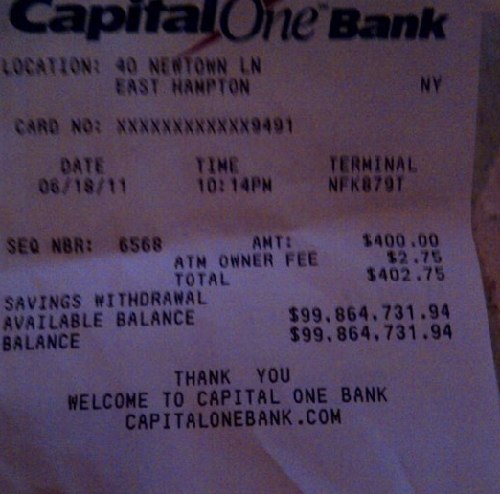 Capital One™ Bank
LOCATION: 40 NEWTOWN LN
EAST HAMPTON NY
CARD NO: XXXXXXXXXXXX9491
DATE TIME TERMINAL
06/18/11 10:14PM NFK879T
SEQ NBR: 6568 AMT: $400.00
ATM OWNER FEE $2.75
TOTAL $402.75
SAVINGS WITHDRAWAL
AVAILABLE BALANCE $99,864,731.94
BALANCE $99,864,731.94
THANK YOU
WELCOME TO CAPITAL ONE BANK
CAPITALONEBANK.COM